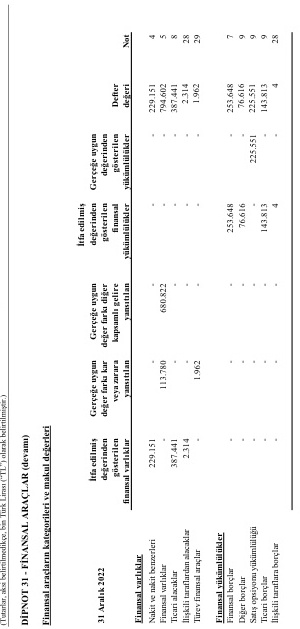 (Tutarlar, aksi belirtilmedikçe, bin Türk Lirası ("TL") olarak belirtilmiştir.)
DİPNOT 31 - FİNANSAL ARAÇLAR (devamı)
Finansal araçların kategorileri ve makul değerleri
31 Aralık 2022 | İtfa edilmiş değerinden gösterilen finansal varlıklar | Gerçeğe uygun değer farkı kar veya zarara yansıtılan | Gerçeğe uygun değer farkı diğer kapsamlı gelire yansıtılan | İtfa edilmiş değerinden gösterilen finansal yükümlülükler | Gerçeğe uygun değerinden gösterilen yükümlülükler | Defter değeri | Not
Finansal varlıklar
Nakit ve nakit benzerleri 229.151 - - - - 229.151 4
Finansal varlıklar - 113.780 680.822 - - 794.602 5
Ticari alacaklar 387.441 - - - - 387.441 8
İlişkili taraflardan alacaklar 2.314 - - - - 2.314 28
Türev finansal araçlar - 1.962 - - - 1.962 29
Finansal yükümlülükler
Finansal borçlar - - - 253.648 - 253.648 7
Diğer borçlar - - - 76.616 - 76.616 9
Satış opsiyonu yükümlülüğü - - - - 225.551 225.551 9
Ticari borçlar - - - 143.813 - 143.813 9
İlişkili taraflara borçlar - - - 4 - 4 28